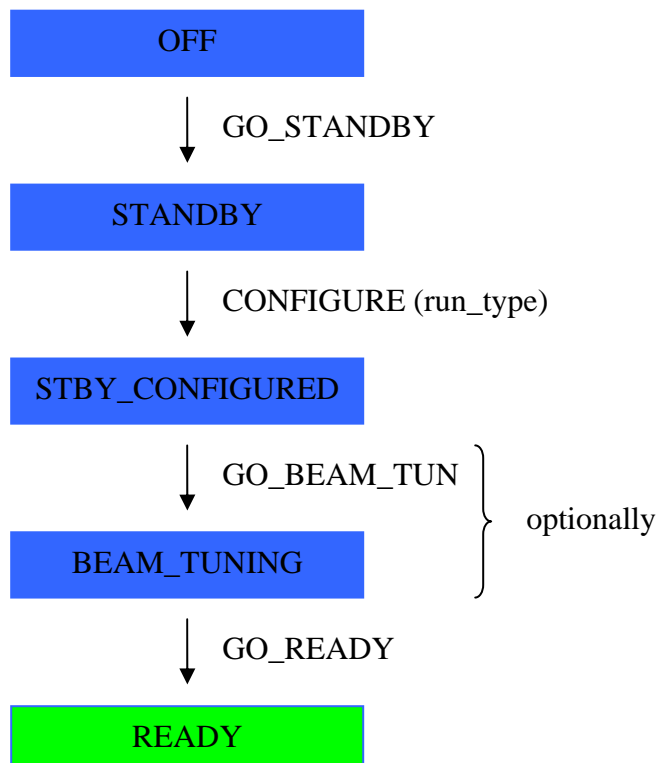 OFF
GO_STANDBY
STANDBY
CONFIGURE (run_type)
STBY_CONFIGURED
GO_BEAM_TUN
optionally
BEAM_TUNING
GO_READY
READY